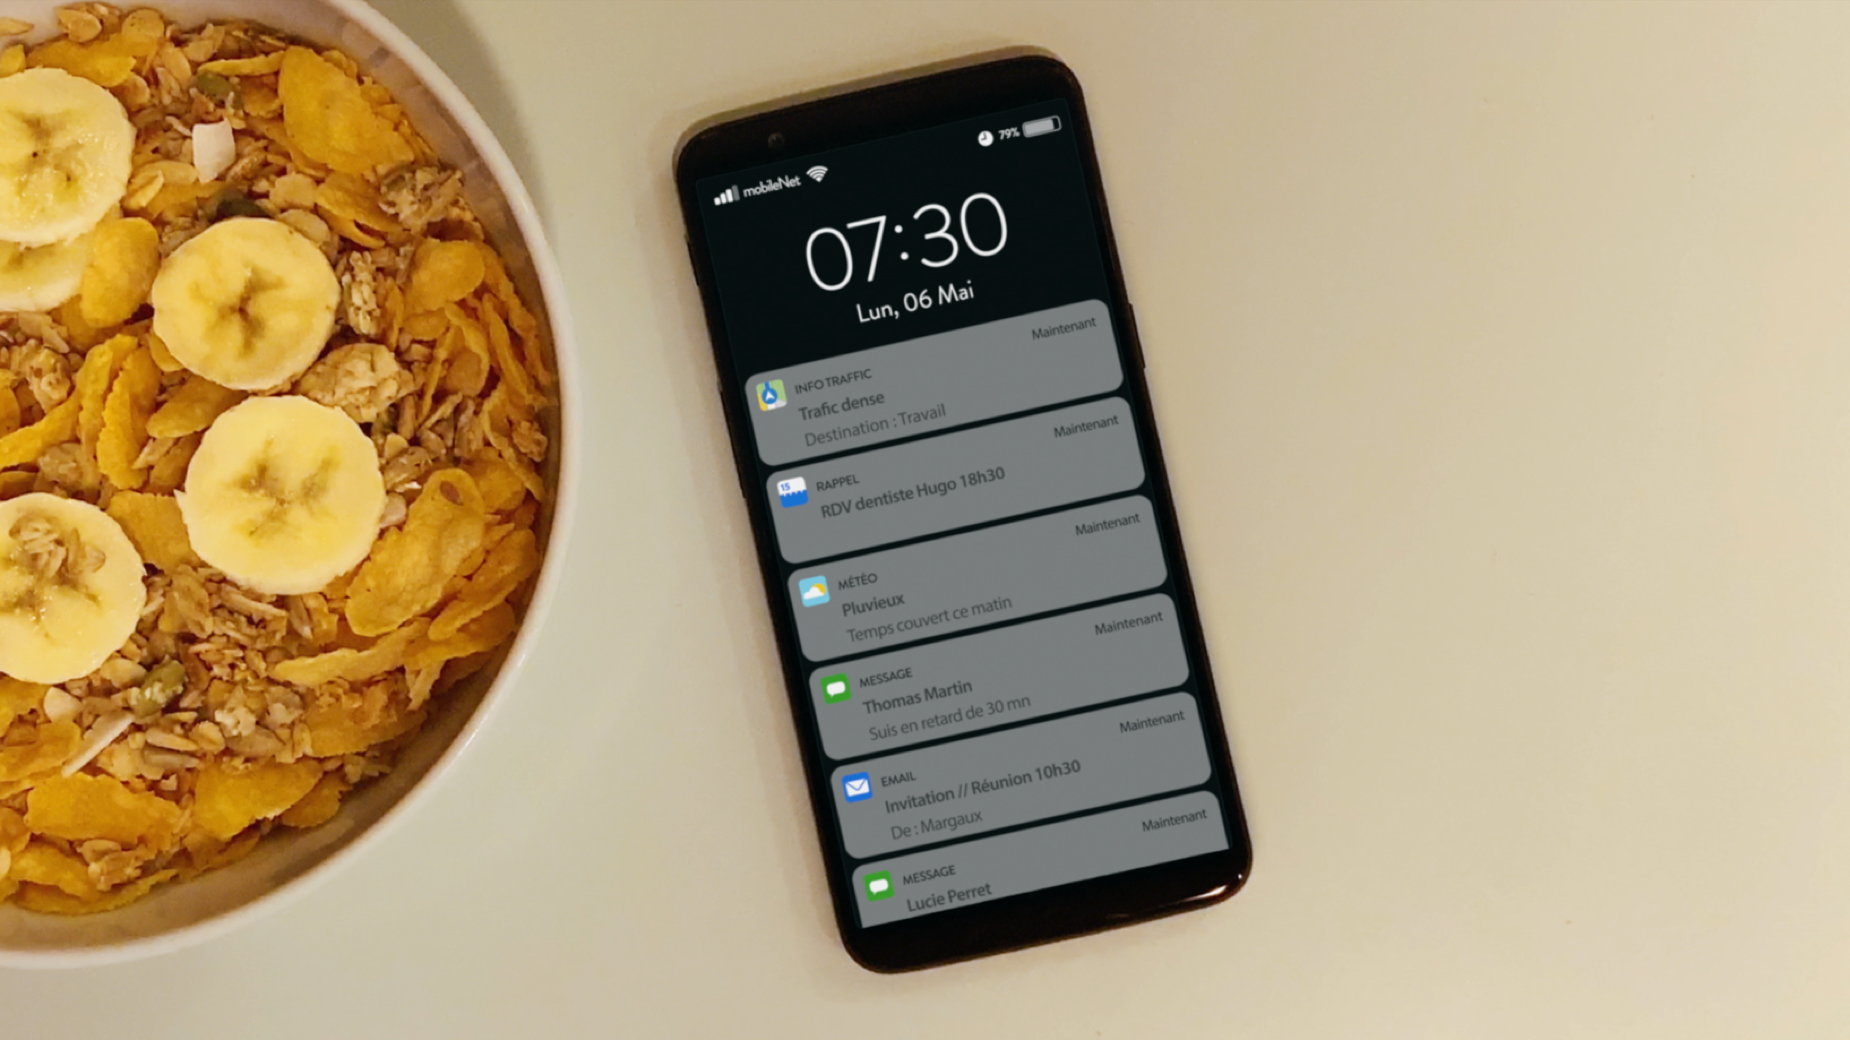 mobileNet 79%
07:30
Lun, 06 Mai
Maintenant
INFO TRAFFIC
Trafic dense
Destination : Travail
Maintenant
15
RAPPEL
RDV dentiste Hugo 18h30
Maintenant
MÉTÉO
Pluvieux
Temps couvert ce matin
Maintenant
MESSAGE
Thomas Martin
Suis en retard de 30 mn
Maintenant
EMAIL
Invitation // Réunion 10h30
De : Margaux
Maintenant
MESSAGE
Lucie Perret